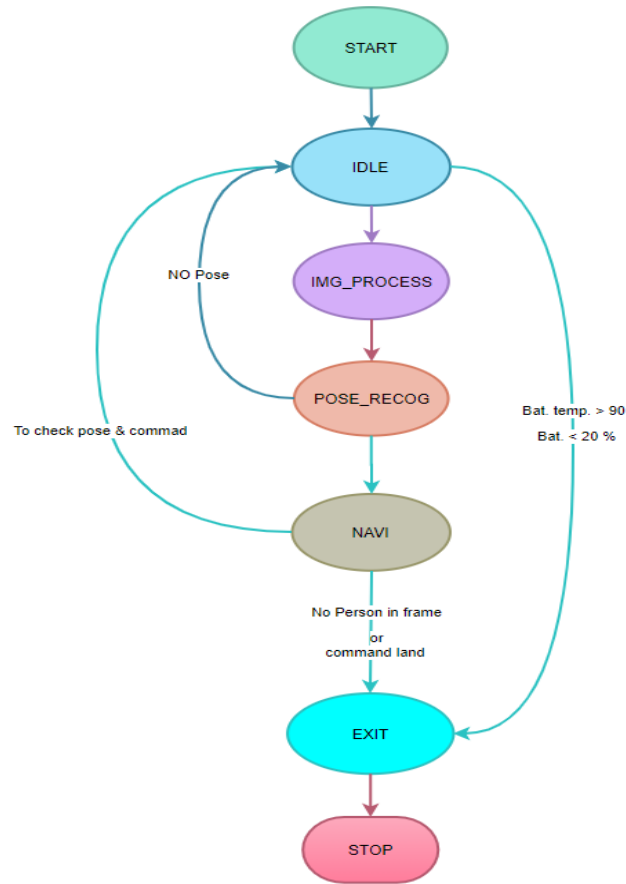 START
IDLE
NO Pose
IMG_PROCESS
POSE_RECOG
Bat. temp. > 90
Bat. < 20 %
To check pose & commad
NAVI
No Person in frame
or
command land
EXIT
STOP